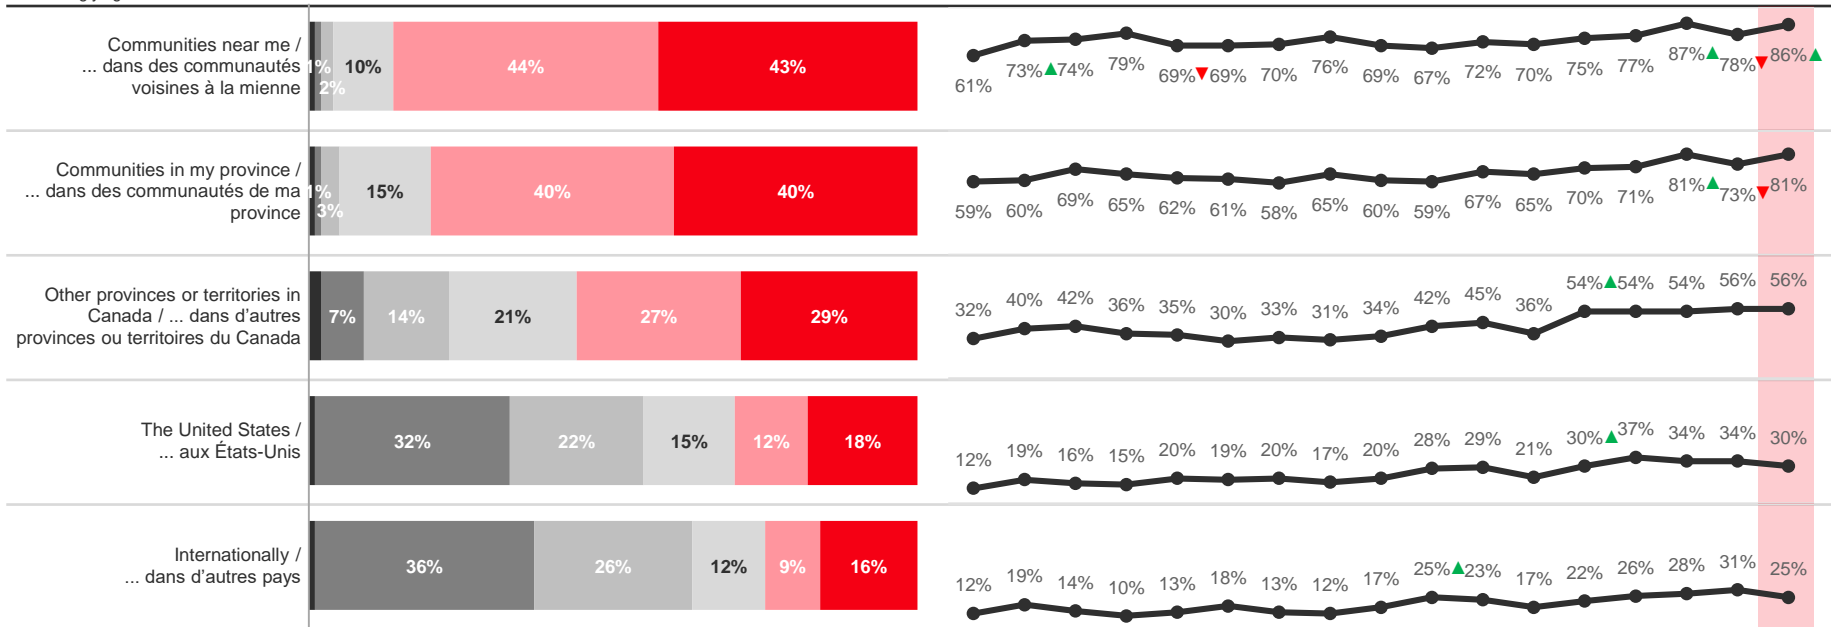 Communities near me /
... dans des communautés
voisines à la mienne
1%
2%
10%
44%
43%
61% 73% ▲ 74% 79% 69% ▼ 69% 70% 76% 69% 67% 72% 70% 75% 77% 87% ▲ 78% ▼ 86% ▲
Communities in my province /
... dans des communautés de ma
province
1%
3%
15%
40%
40%
59% 60% 69% 65% 62% 61% 58% 65% 60% 59% 67% 65% 70% 71% 81% ▲ 73% ▼ 81%
Other provinces or territories in
Canada / ... dans d'autres
provinces ou territoires du Canada
7%
14%
21%
27%
29%
32% 40% 42% 36% 35% 30% 33% 31% 34% 42% 45% 36% 54% ▲ 54% 54% 56% 56%
The United States /
... aux États-Unis
32%
22%
15%
12%
18%
12% 19% 16% 15% 20% 19% 20% 17% 20% 28% 29% 21% 30% ▲ 37% 34% 34% 30%
Internationally /
... dans d'autres pays
36%
26%
12%
9%
16%
12% 19% 14% 10% 13% 18% 13% 12% 17% 25% ▲ 23% 17% 22% 26% 28% 31% 25%